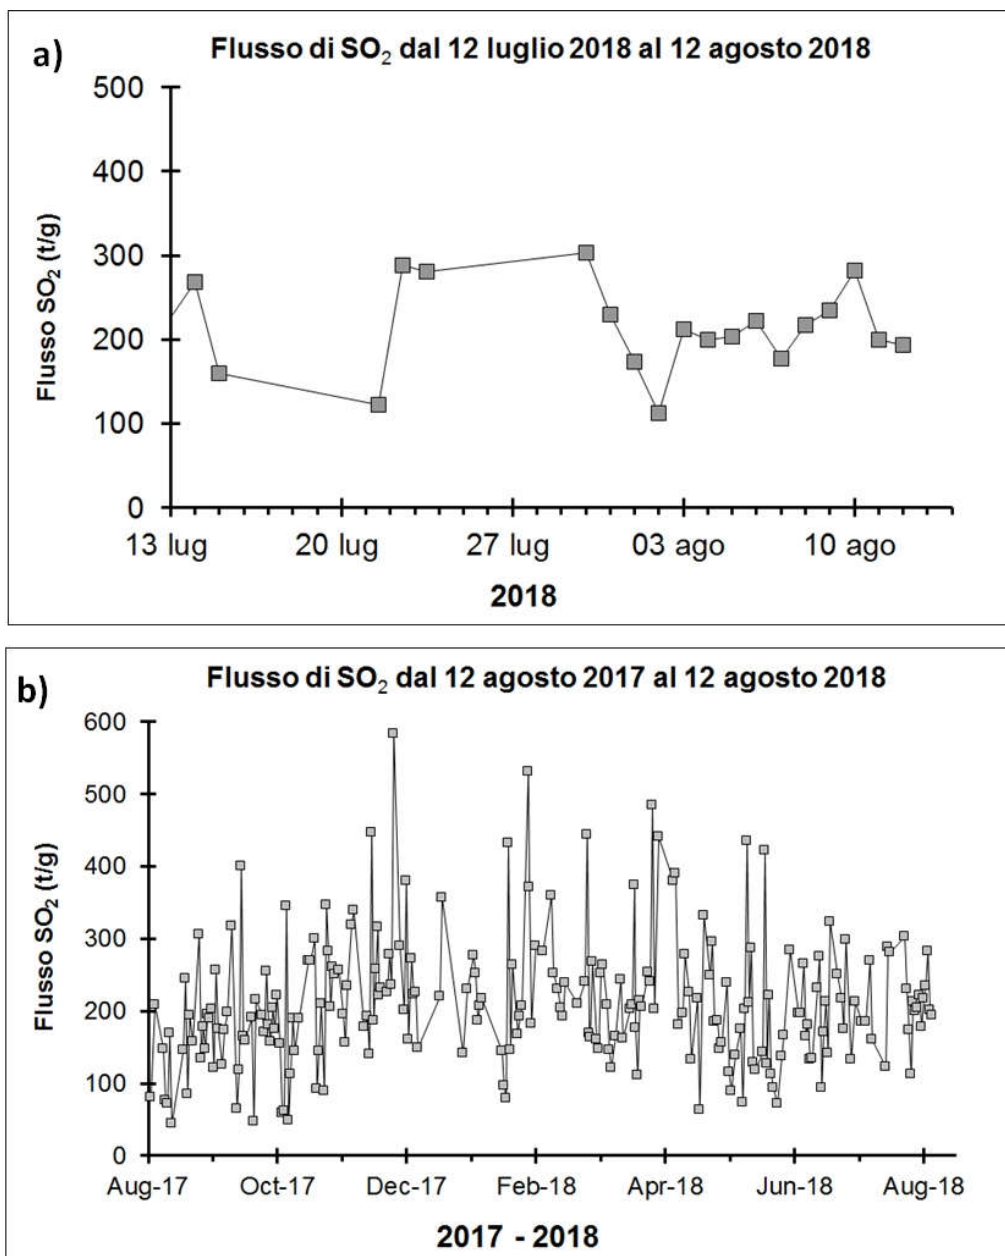 a)
Flusso di SO₂ dal 12 luglio 2018 al 12 agosto 2018
Flusso SO₂ (t/g)
500
400
300
200
100
0
13 lug 20 lug 27 lug 03 ago 10 ago
2018
b)
Flusso di SO₂ dal 12 agosto 2017 al 12 agosto 2018
Flusso SO₂ (t/g)
600
500
400
300
200
100
0
Aug-17 Oct-17 Dec-17 Feb-18 Apr-18 Jun-18 Aug-18
2017 - 2018